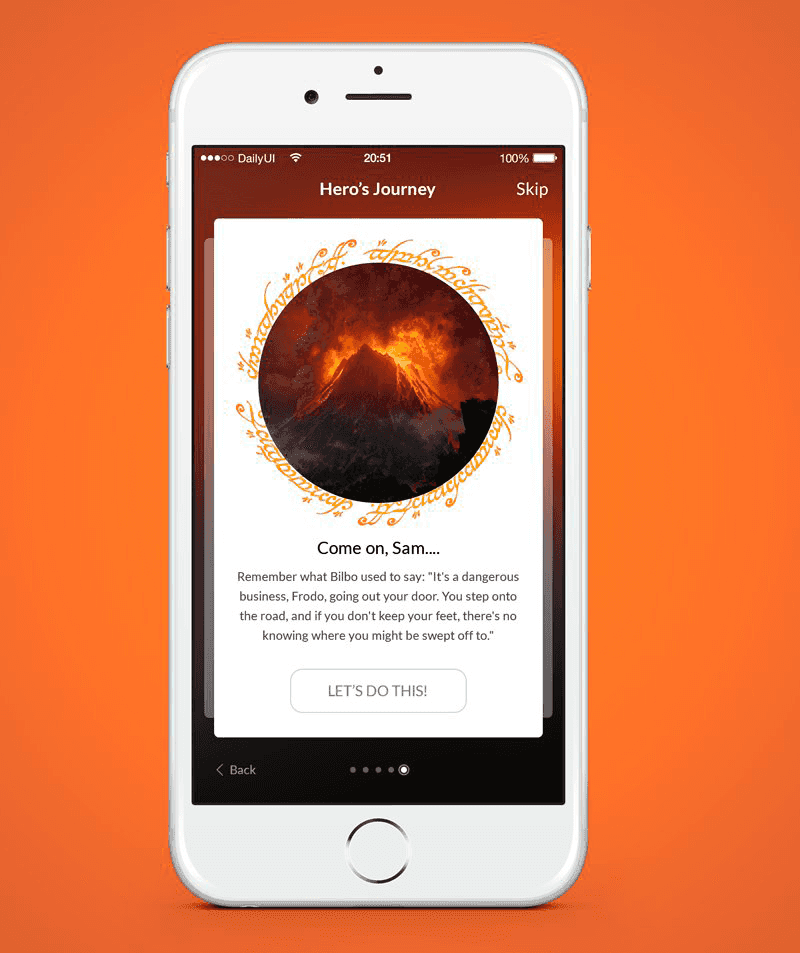 DailyUI 20:51 100%
Hero's Journey Skip
Come on, Sam....
Remember what Bilbo used to say: "It's a dangerous
business, Frodo, going out your door. You step onto
the road, and if you don't keep your feet, there's no
knowing where you might be swept off to."
LET'S DO THIS!
Back